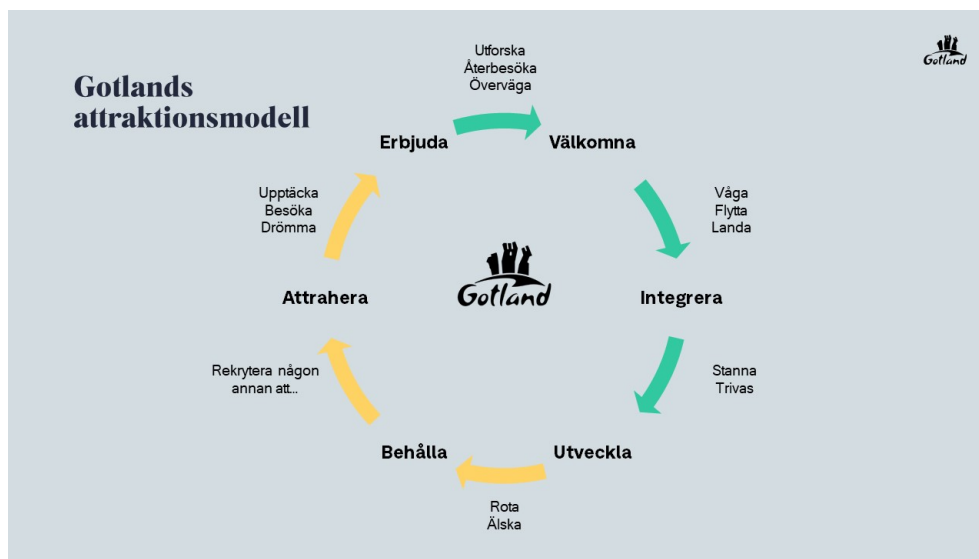 Gotlands
attraktionsmodell
Gotland
Utforska
Återbesöka
Överväga
Erbjuda
Välkomna
Upptäcka
Besöka
Drömma
Våga
Flytta
Landa
Attrahera
Gotland
Integrera
Rekrytera någon
annan att...
Stanna
Trivas
Behålla
Utveckla
Rota
Älska